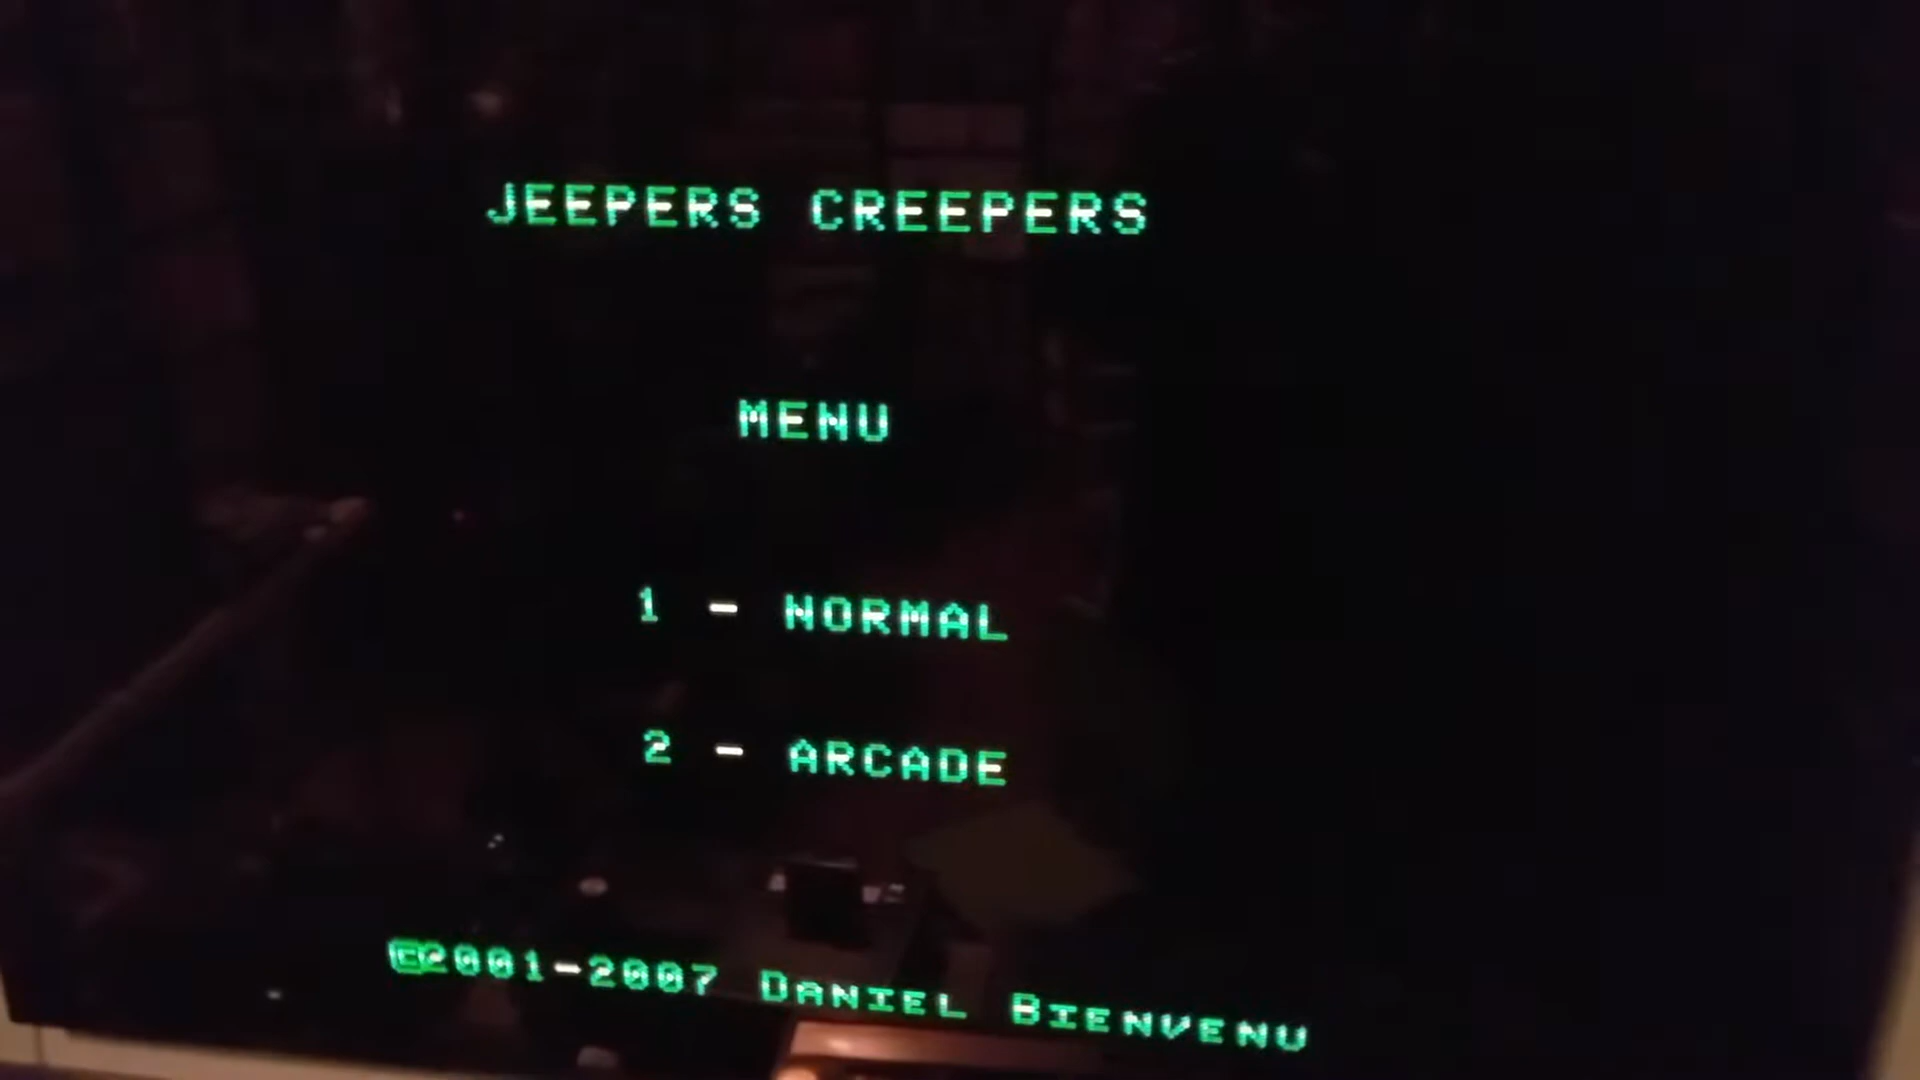 JEEPERS CREEPERS
MENU
1 - NORMAL
2 - ARCADE
©2001-2007 DANIEL BIENVENU